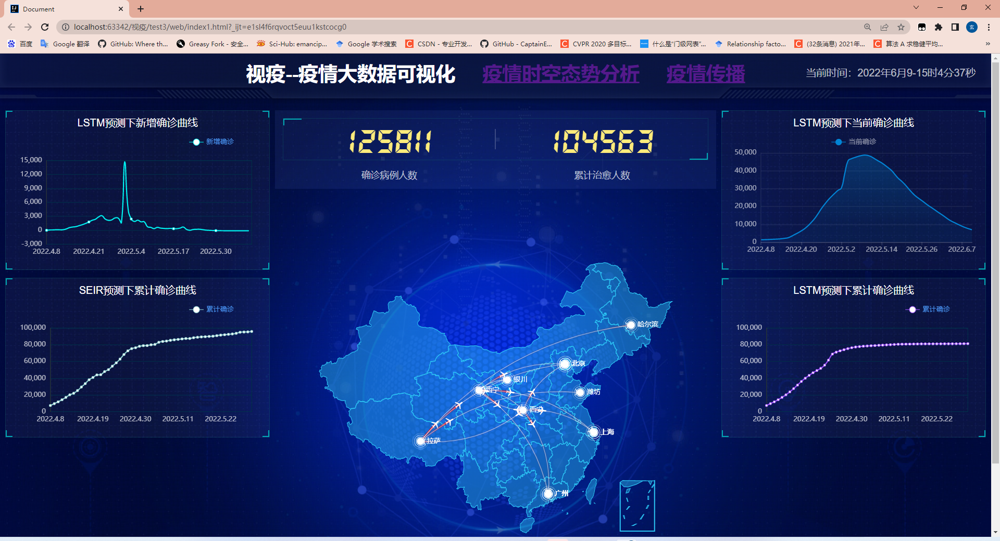 Document
localhost:63342/视疫/test3/web/index1.html?_ijt=e1sl4f6rqvoct5euu1kstcocg0
玄
百度
Google 翻译
GitHub: Where th...
Greasy Fork - 安全...
Sci-Hub: emancip...
Google 学术搜索
CSDN - 专业开发...
GitHub - CaptainE...
CVPR 2020 多目标...
什么是"门级网表"...
Relationship facto...
(32条消息) 2021年...
算法 A 求稳健平均...
视疫--疫情大数据可视化 疫情时空态势分析 疫情传播
当前时间：2022年6月9-15时4分37秒
LSTM预测下新增确诊曲线
新增确诊
15,000
12,000
9,000
6,000
3,000
0
-3,000
2022.4.8 2022.4.21 2022.5.4 2022.5.17 2022.5.30
SEIR预测下累计确诊曲线
累计确诊
100,000
80,000
60,000
40,000
20,000
0
2022.4.8 2022.4.19 2022.4.30 2022.5.11 2022.5.22
125811 104563
确诊病例人数 累计治愈人数
哈尔滨
北京
银川
西宁
潍坊
西安
上海
拉萨
广州
LSTM预测下当前确诊曲线
当前确诊
50,000
40,000
30,000
20,000
10,000
0
2022.4.8 2022.4.20 2022.5.2 2022.5.14 2022.5.26 2022.6.7
LSTM预测下累计确诊曲线
累计确诊
100,000
80,000
60,000
40,000
20,000
0
2022.4.8 2022.4.19 2022.4.30 2022.5.11 2022.5.22